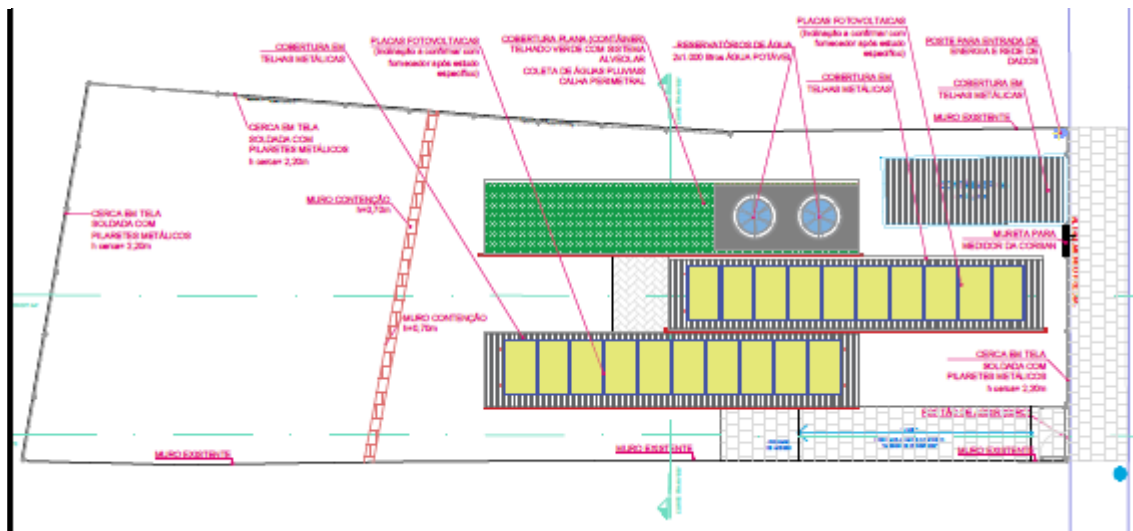 COBERTURA EM
TELHAS METÁLICAS
PLACAS FOTOVOLTAICAS
(Inclinação a confirmar com
fornecedor após estudo
específico)
COBERTURA PLANA (CONTAINER)
TELHADO VERDE COM SISTEMA
ALVEOLAR
COLETA DE ÁGUAS PLUVIAIS
CALHA PERIMETRAL
RESERVATÓRIOS DE ÁGUA
2x1.000 litros ÁGUA POTÁVEL
COBERTURA EM
TELHAS METÁLICAS
PLACAS FOTOVOLTAICAS
(Inclinação a confirmar com
fornecedor após estudo
específico)
POSTE PARA ENTRADA DE
ENERGIA E REDE DE
DADOS
COBERTURA EM
TELHAS METÁLICAS
MURO EXISTENTE
CERCA EM TELA
SOLDADA COM
PILARETES METÁLICOS
h cerca= 2,20m
MURO CONTENÇÃO
h=0,70m
CERCA EM TELA
SOLDADA COM
PILARETES METÁLICOS
h cerca= 2,20m
MURETA PARA
MEDIDOR DA CORSAN
MURO CONTENÇÃO
h=0,70m
CERCA EM TELA
SOLDADA COM
PILARETES METÁLICOS
h cerca= 2,20m
MURO EXISTENTE
MURO EXISTENTE
MURO EXISTENTE